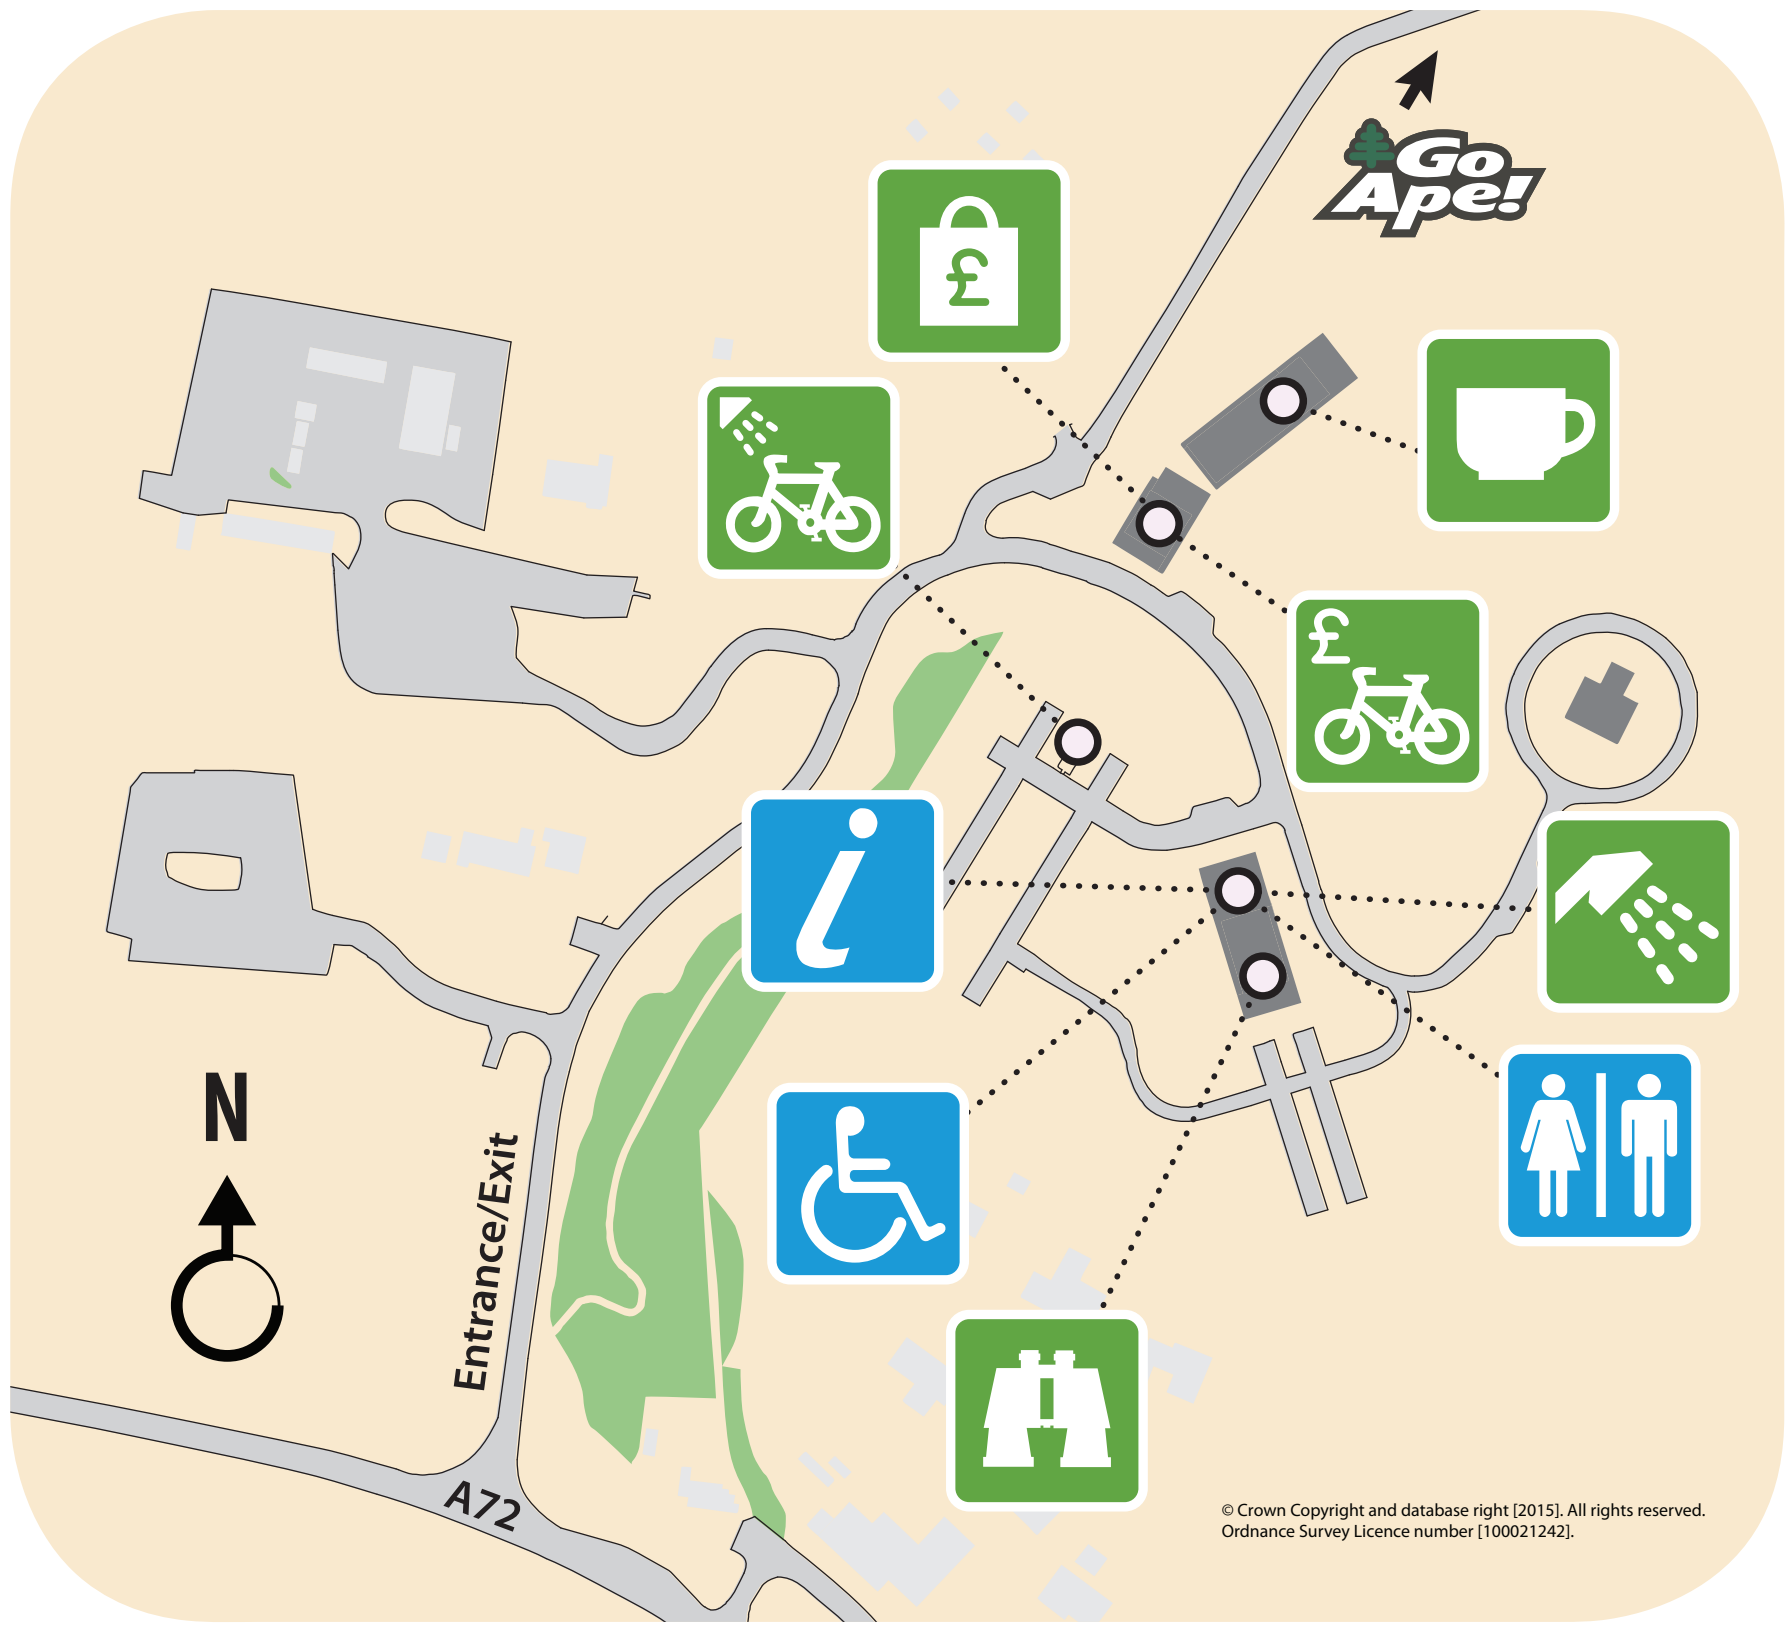 Go
Ape!
£
£
N
Entrance/Exit
A72
© Crown Copyright and database right [2015]. All rights reserved.
Ordnance Survey Licence number [100021242].